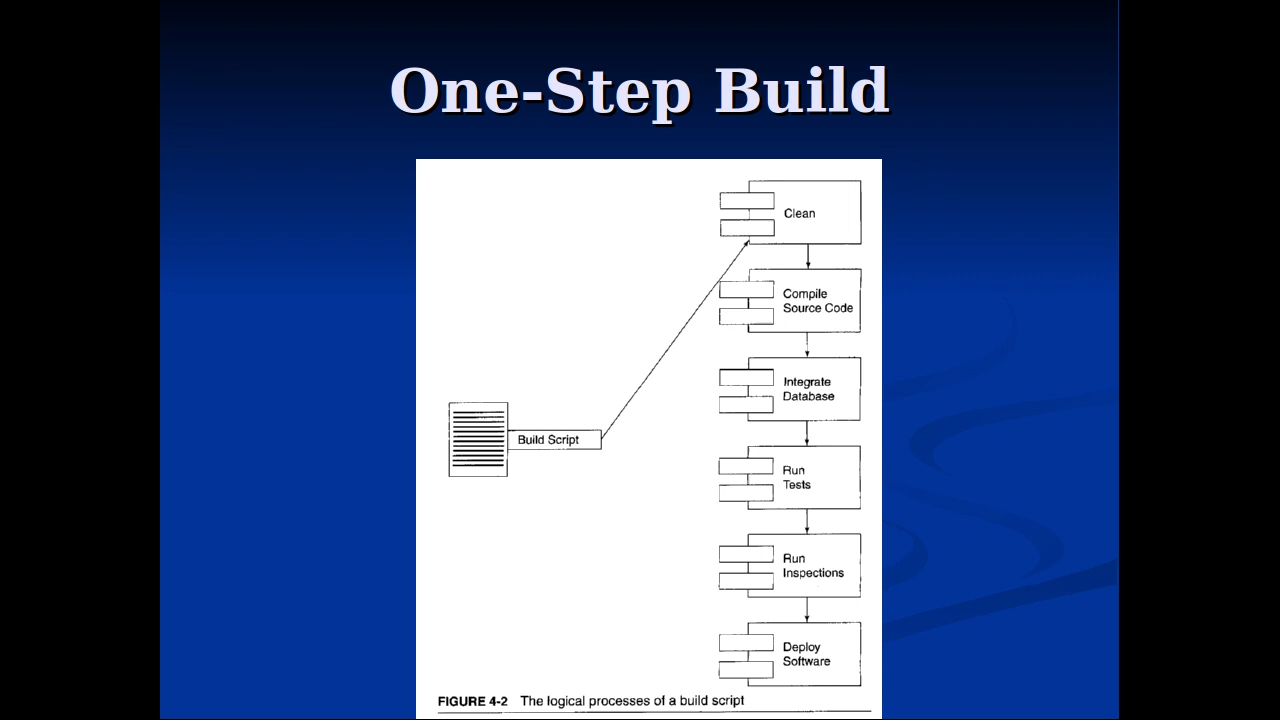 One-Step Build
Clean
Compile
Source Code
Integrate
Database
Build Script
Run
Tests
Run
Inspections
Deploy
Software
FIGURE 4-2 The logical processes of a build script